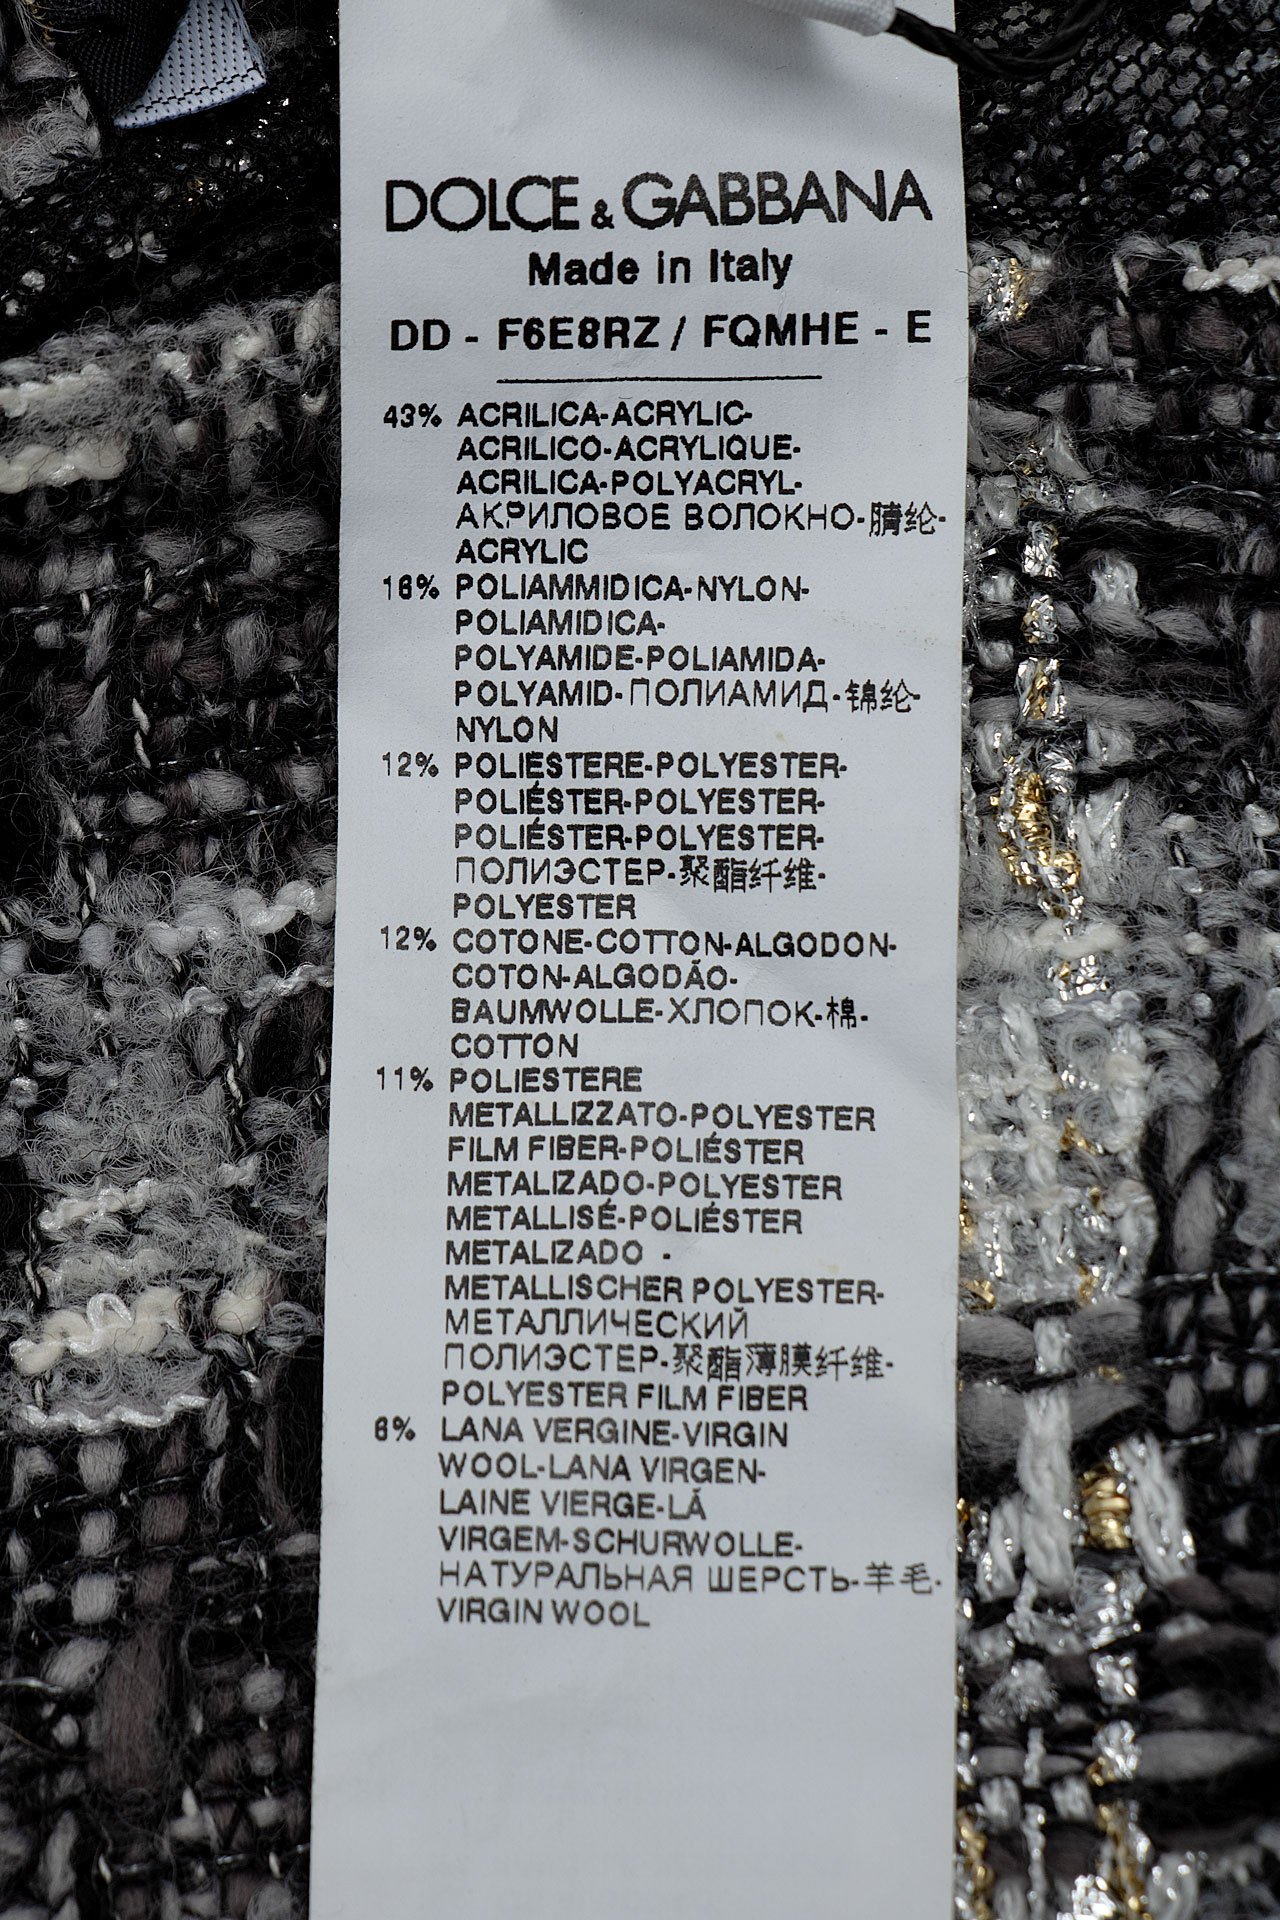 DOLCE & GABBANA
Made in Italy
DD - F6E8RZ / FQMHE - E
43% ACRILICA-ACRYLIC-
ACRILICO-ACRYLIQUE-
ACRILICA-POLYACRYL-
АКРИЛОВОЕ ВОЛОКНО-腈纶-
ACRYLIC
16% POLIAMMIDICA-NYLON-
POLIAMIDICA-
POLYAMIDE-POLIAMIDA-
POLYAMID-ПОЛИАМИД-锦纶-
NYLON
12% POLIESTERE-POLYESTER-
POLIÉSTER-POLYESTER-
POLIÉSTER-POLYESTER-
ПОЛИЭСТЕР-聚酯纤维-
POLYESTER
12% COTONE-COTTON-ALGODON-
COTON-ALGODÃO-
BAUMWOLLE-ХЛОПОК-棉-
COTTON
11% POLIESTERE
METALLIZZATO-POLYESTER
FILM FIBER-POLIÉSTER
METALIZADO-POLYESTER
METALLISÉ-POLIÉSTER
METALIZADO -
METALLISCHER POLYESTER-
МЕТАЛЛИЧЕСКИЙ
ПОЛИЭСТЕР-聚酯薄膜纤维-
POLYESTER FILM FIBER
6% LANA VERGINE-VIRGIN
WOOL-LANA VIRGEN-
LAINE VIERGE-LÃ
VIRGEM-SCHURWOLLE-
НАТУРАЛЬНАЯ ШЕРСТЬ-羊毛-
VIRGIN WOOL